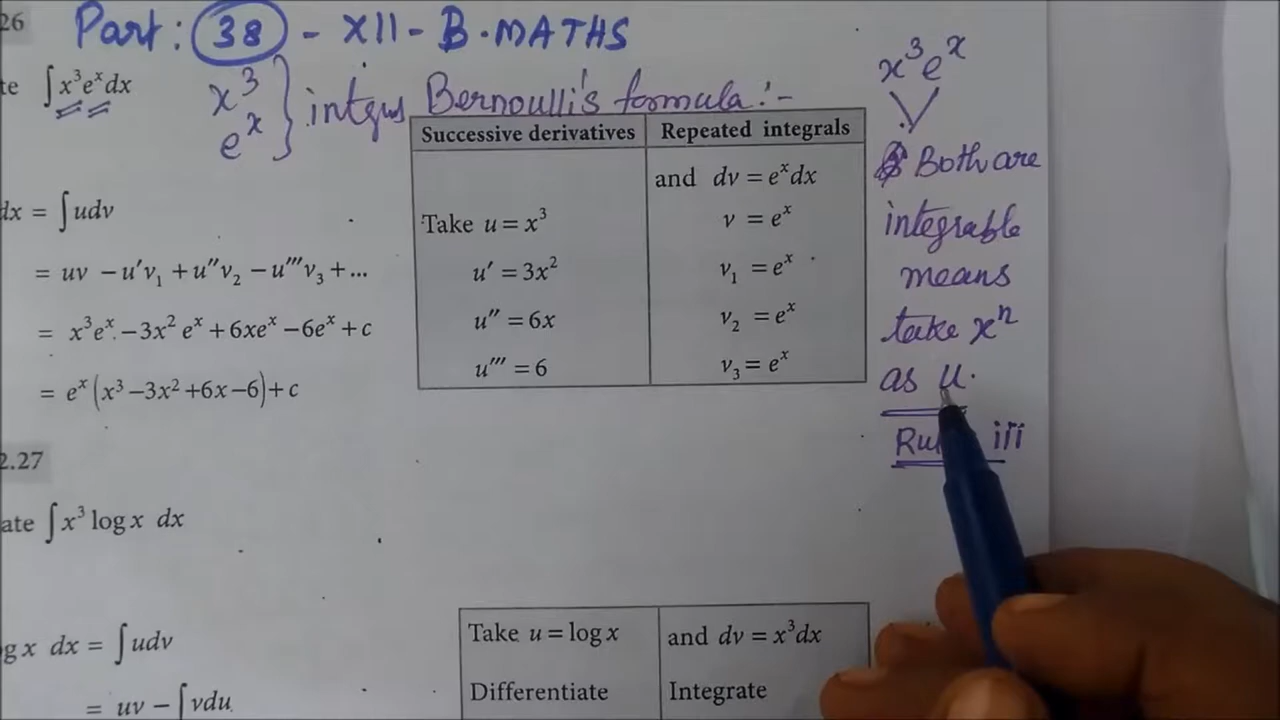 26
Part: 38 - XII - B.MATHS
te ∫x³eˣdx
x³
eˣ
Bernoulli's formula:-
Successive derivatives
Take u = x³
u′ = 3x²
u″ = 6x
u‴ = 6
Repeated integrals
and dv = eˣdx
v = eˣ
v₁ = eˣ
v₂ = eˣ
v₃ = eˣ
x³eˣ
Both are
integrable
means
take xⁿ
as u.
iii
dx = ∫udv
= uv − u′v₁ + u″v₂ − u‴v₃ + ...
= x³eˣ − 3x² eˣ + 6xeˣ − 6eˣ + c
= eˣ(x³ −3x² +6x −6)+ c
2.27
ate ∫x³ log x dx
g x dx = ∫udv
= uv − ∫vdu
Take u = log x
Differentiate
and dv = x³dx
Integrate